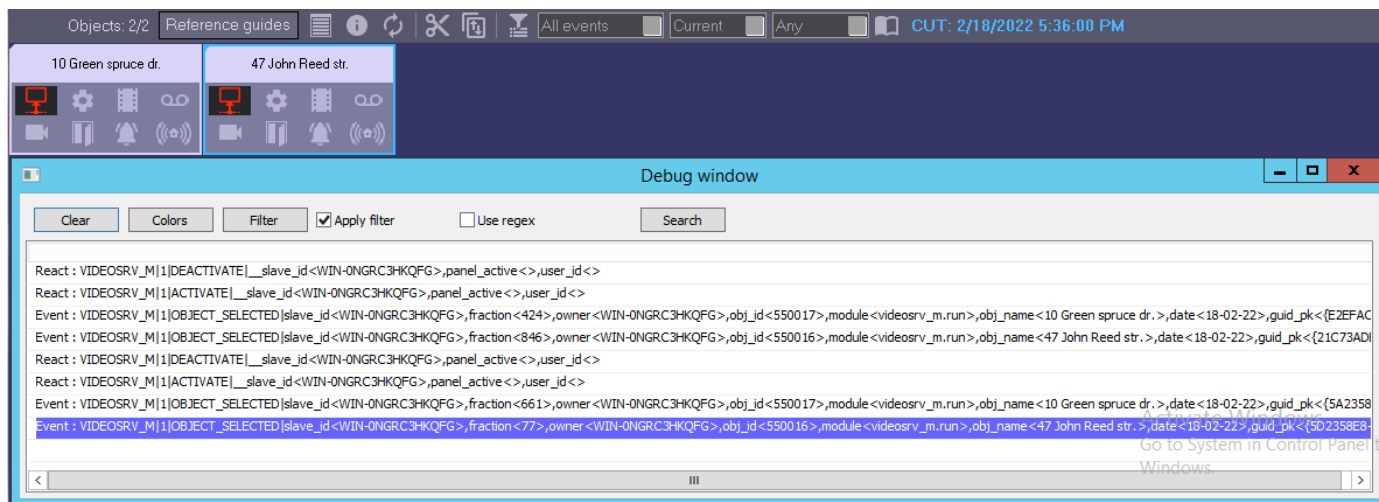 Objects: 2/2 Reference guides All events Current Any CUT: 2/18/2022 5:36:00 PM
10 Green spruce dr. 47 John Reed str.
Debug window
Clear Colors Filter Apply filter Use regex Search
React : VIDEOSRV_M|1|DEACTIVATE|__slave_id<WIN-0NGRC3HKQFG>,panel_active<>,user_id<>
React : VIDEOSRV_M|1|ACTIVATE|__slave_id<WIN-0NGRC3HKQFG>,panel_active<>,user_id<>
Event : VIDEOSRV_M|1|OBJECT_SELECTED|slave_id<WIN-0NGRC3HKQFG>,fraction<424>,owner<WIN-0NGRC3HKQFG>,obj_id<550017>,module<videosrv_m.run>,obj_name<10 Green spruce dr.>,date<18-02-22>,guid_pk<{E2EFAC
Event : VIDEOSRV_M|1|OBJECT_SELECTED|slave_id<WIN-0NGRC3HKQFG>,fraction<846>,owner<WIN-0NGRC3HKQFG>,obj_id<550016>,module<videosrv_m.run>,obj_name<47 John Reed str.>,date<18-02-22>,guid_pk<{21C73AD
React : VIDEOSRV_M|1|DEACTIVATE|__slave_id<WIN-0NGRC3HKQFG>,panel_active<>,user_id<>
React : VIDEOSRV_M|1|ACTIVATE|__slave_id<WIN-0NGRC3HKQFG>,panel_active<>,user_id<>
Event : VIDEOSRV_M|1|OBJECT_SELECTED|slave_id<WIN-0NGRC3HKQFG>,fraction<661>,owner<WIN-0NGRC3HKQFG>,obj_id<550017>,module<videosrv_m.run>,obj_name<10 Green spruce dr.>,date<18-02-22>,guid_pk<{5A2358
Event : VIDEOSRV_M|1|OBJECT_SELECTED|slave_id<WIN-0NGRC3HKQFG>,fraction<77>,owner<WIN-0NGRC3HKQFG>,obj_id<550016>,module<videosrv_m.run>,obj_name<47 John Reed str.>,date<18-02-22>,guid_pk<{5D2358E8-
Activate Windows
Go to System in Control Panel t
Windows.